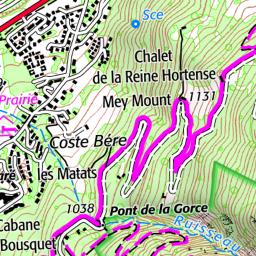 Sce
Chalet
de la Reine Hortense
Mey Mount
1131
Prairie
Coste Bére
les Matats
1038
Pont de la Gorce
Ruisseau
Cabane
Bousquet